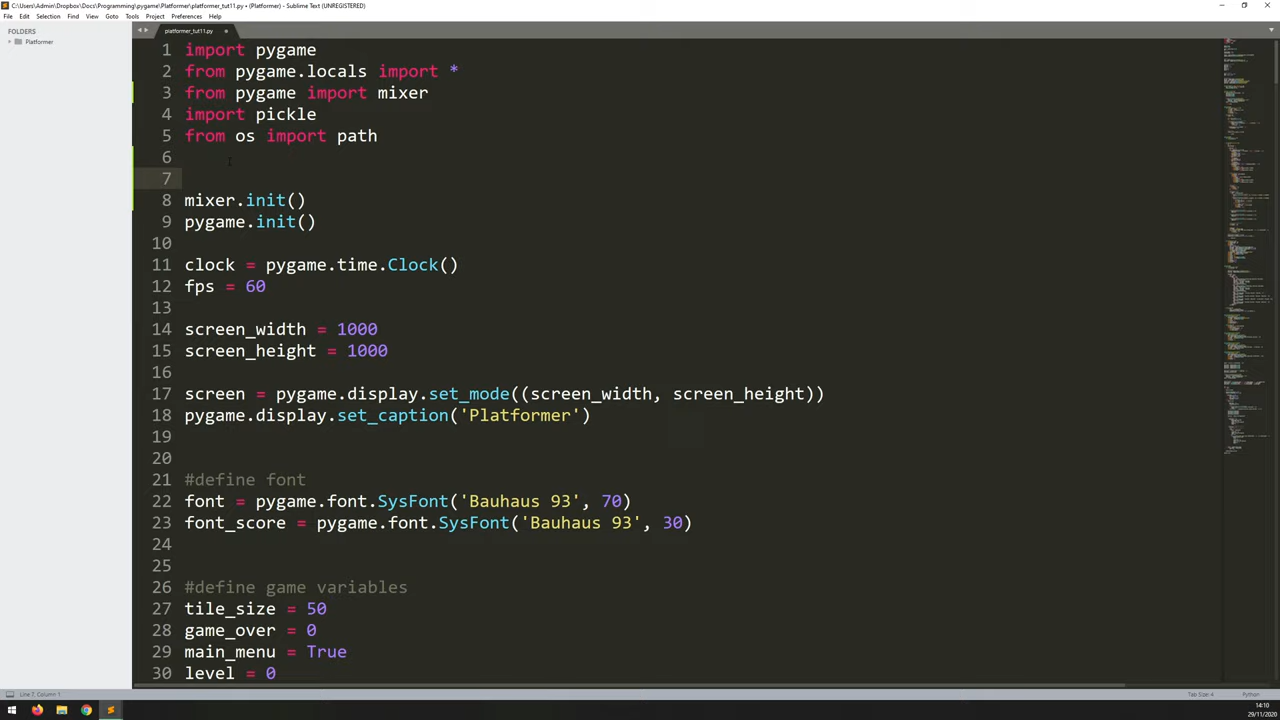 C:\Users\Admin\Dropbox\Docs\Programming\pygame\Platformer\platformer_tut11.py • (Platformer) - Sublime Text (UNREGISTERED)
File Edit Selection Find View Goto Tools Project Preferences Help
FOLDERS
Platformer
platformer_tut11.py
1 import pygame
2 from pygame.locals import *
3 from pygame import mixer
4 import pickle
5 from os import path
6
7
8 mixer.init()
9 pygame.init()
10
11 clock = pygame.time.Clock()
12 fps = 60
13
14 screen_width = 1000
15 screen_height = 1000
16
17 screen = pygame.display.set_mode((screen_width, screen_height))
18 pygame.display.set_caption('Platformer')
19
20
21 #define font
22 font = pygame.font.SysFont('Bauhaus 93', 70)
23 font_score = pygame.font.SysFont('Bauhaus 93', 30)
24
25
26 #define game variables
27 tile_size = 50
28 game_over = 0
29 main_menu = True
30 level = 0
Line 7, Column 1
Tab Size: 4
Python
14:10
29/11/2020